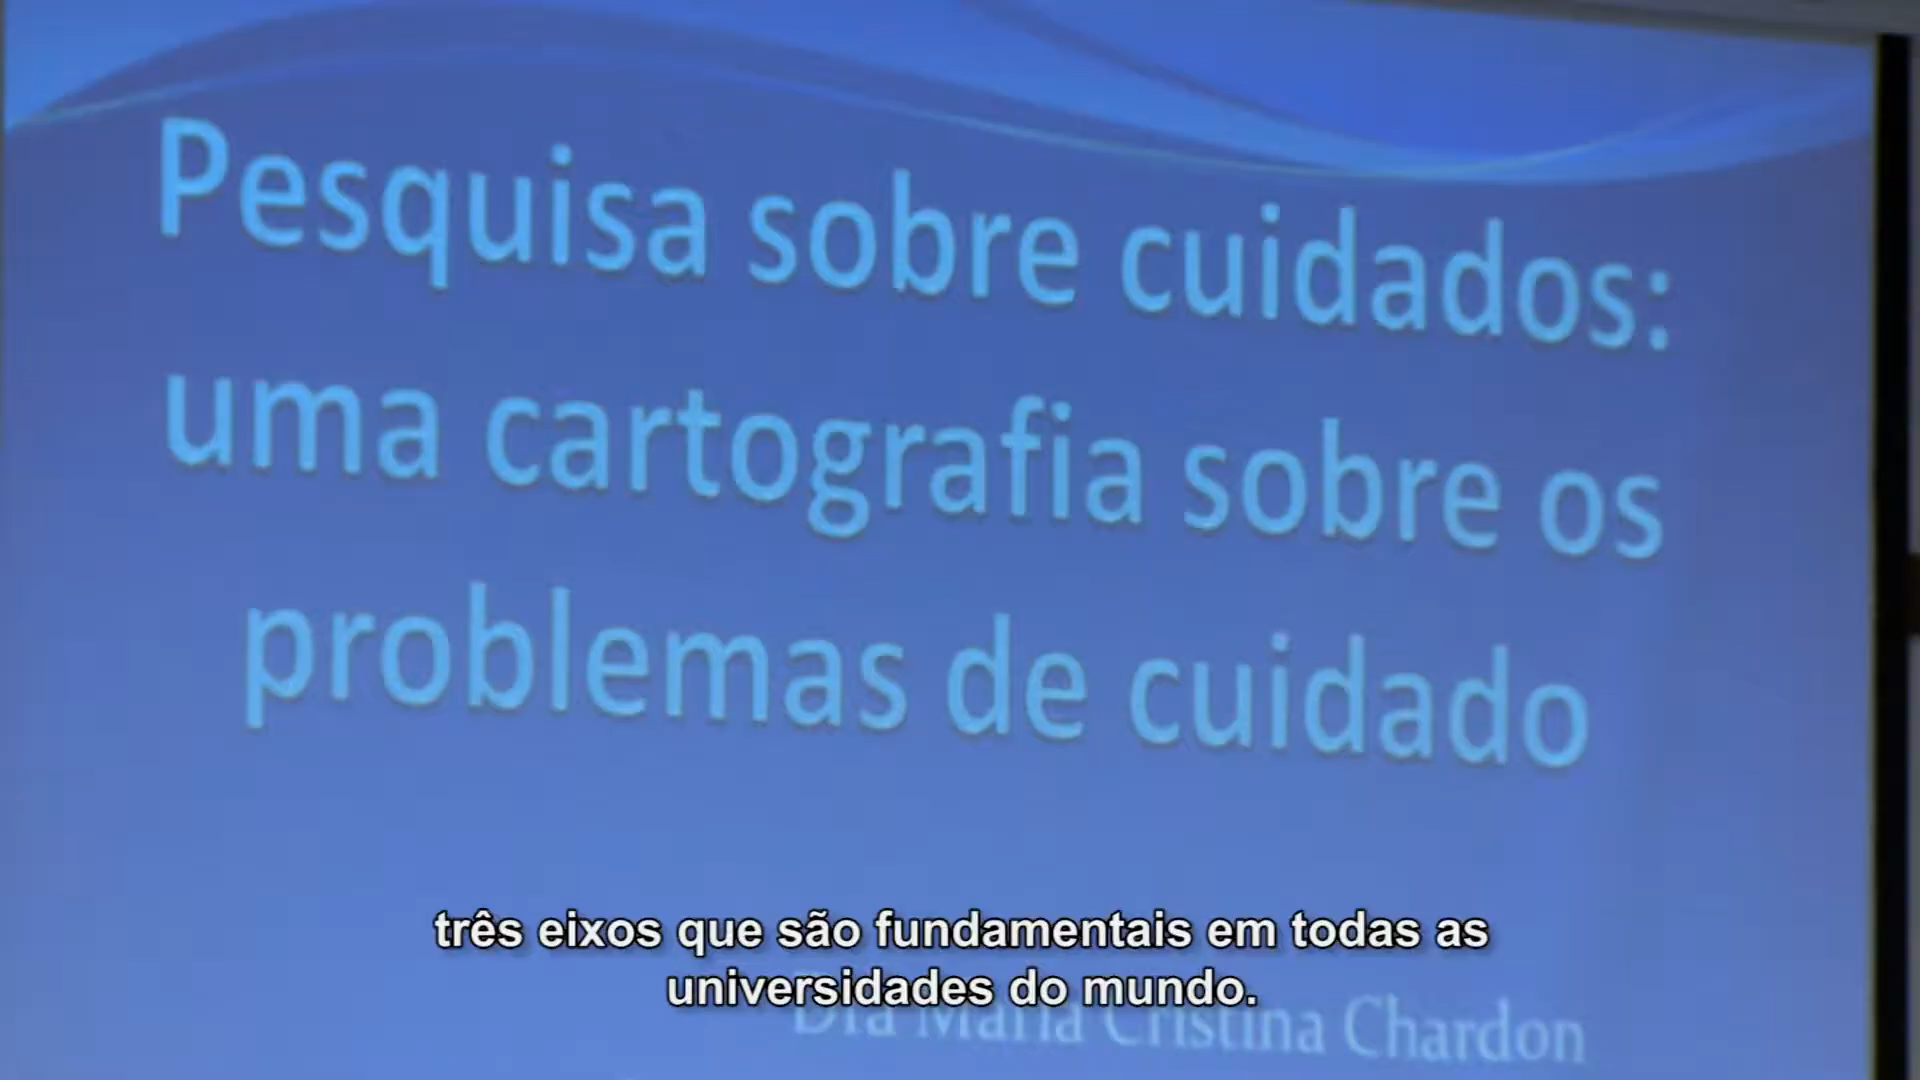 Pesquisa sobre cuidados:
uma cartografia sobre os
problemas de cuidado
três eixos que são fundamentais em todas as
universidades do mundo.
Dra Maria Cristina Chardon